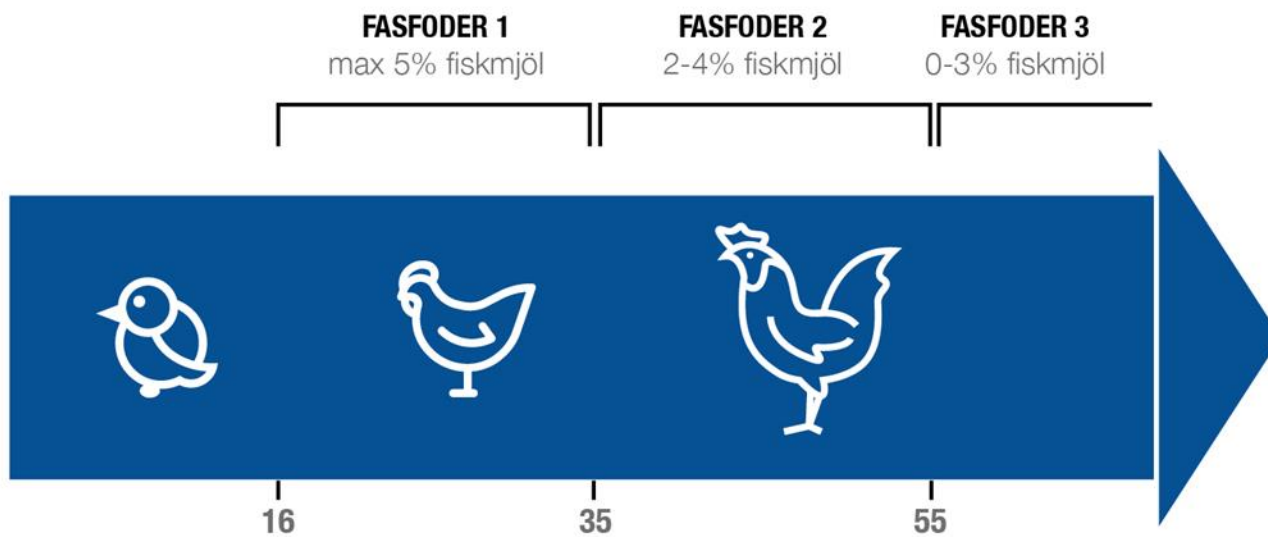 FASFODER 1
max 5% fiskmjöl
FASFODER 2
2-4% fiskmjöl
FASFODER 3
0-3% fiskmjöl
16
35
55